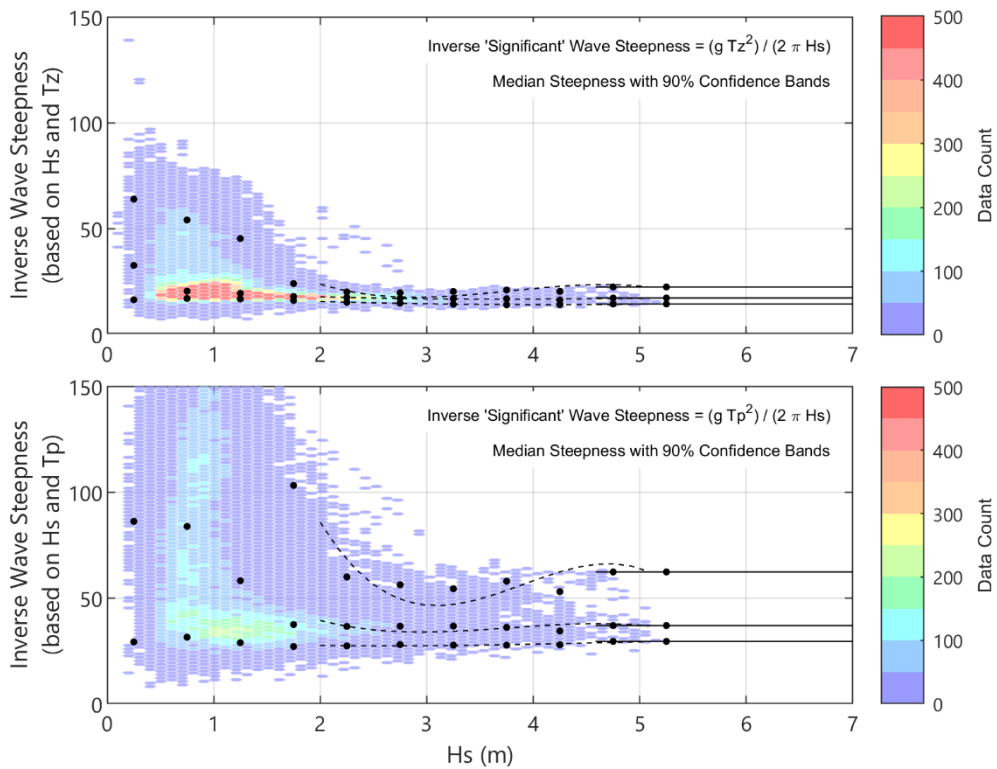 150
100
50
0
Inverse Wave Steepness
(based on Hs and Tz)
Inverse 'Significant' Wave Steepness = (g Tz²) / (2 π Hs)
Median Steepness with 90% Confidence Bands
0 1 2 3 4 5 6 7
500
400
300
200
100
0
Data Count
150
100
50
0
Inverse Wave Steepness
(based on Hs and Tp)
Inverse 'Significant' Wave Steepness = (g Tp²) / (2 π Hs)
Median Steepness with 90% Confidence Bands
0 1 2 3 4 5 6 7
Hs (m)
500
400
300
200
100
0
Data Count